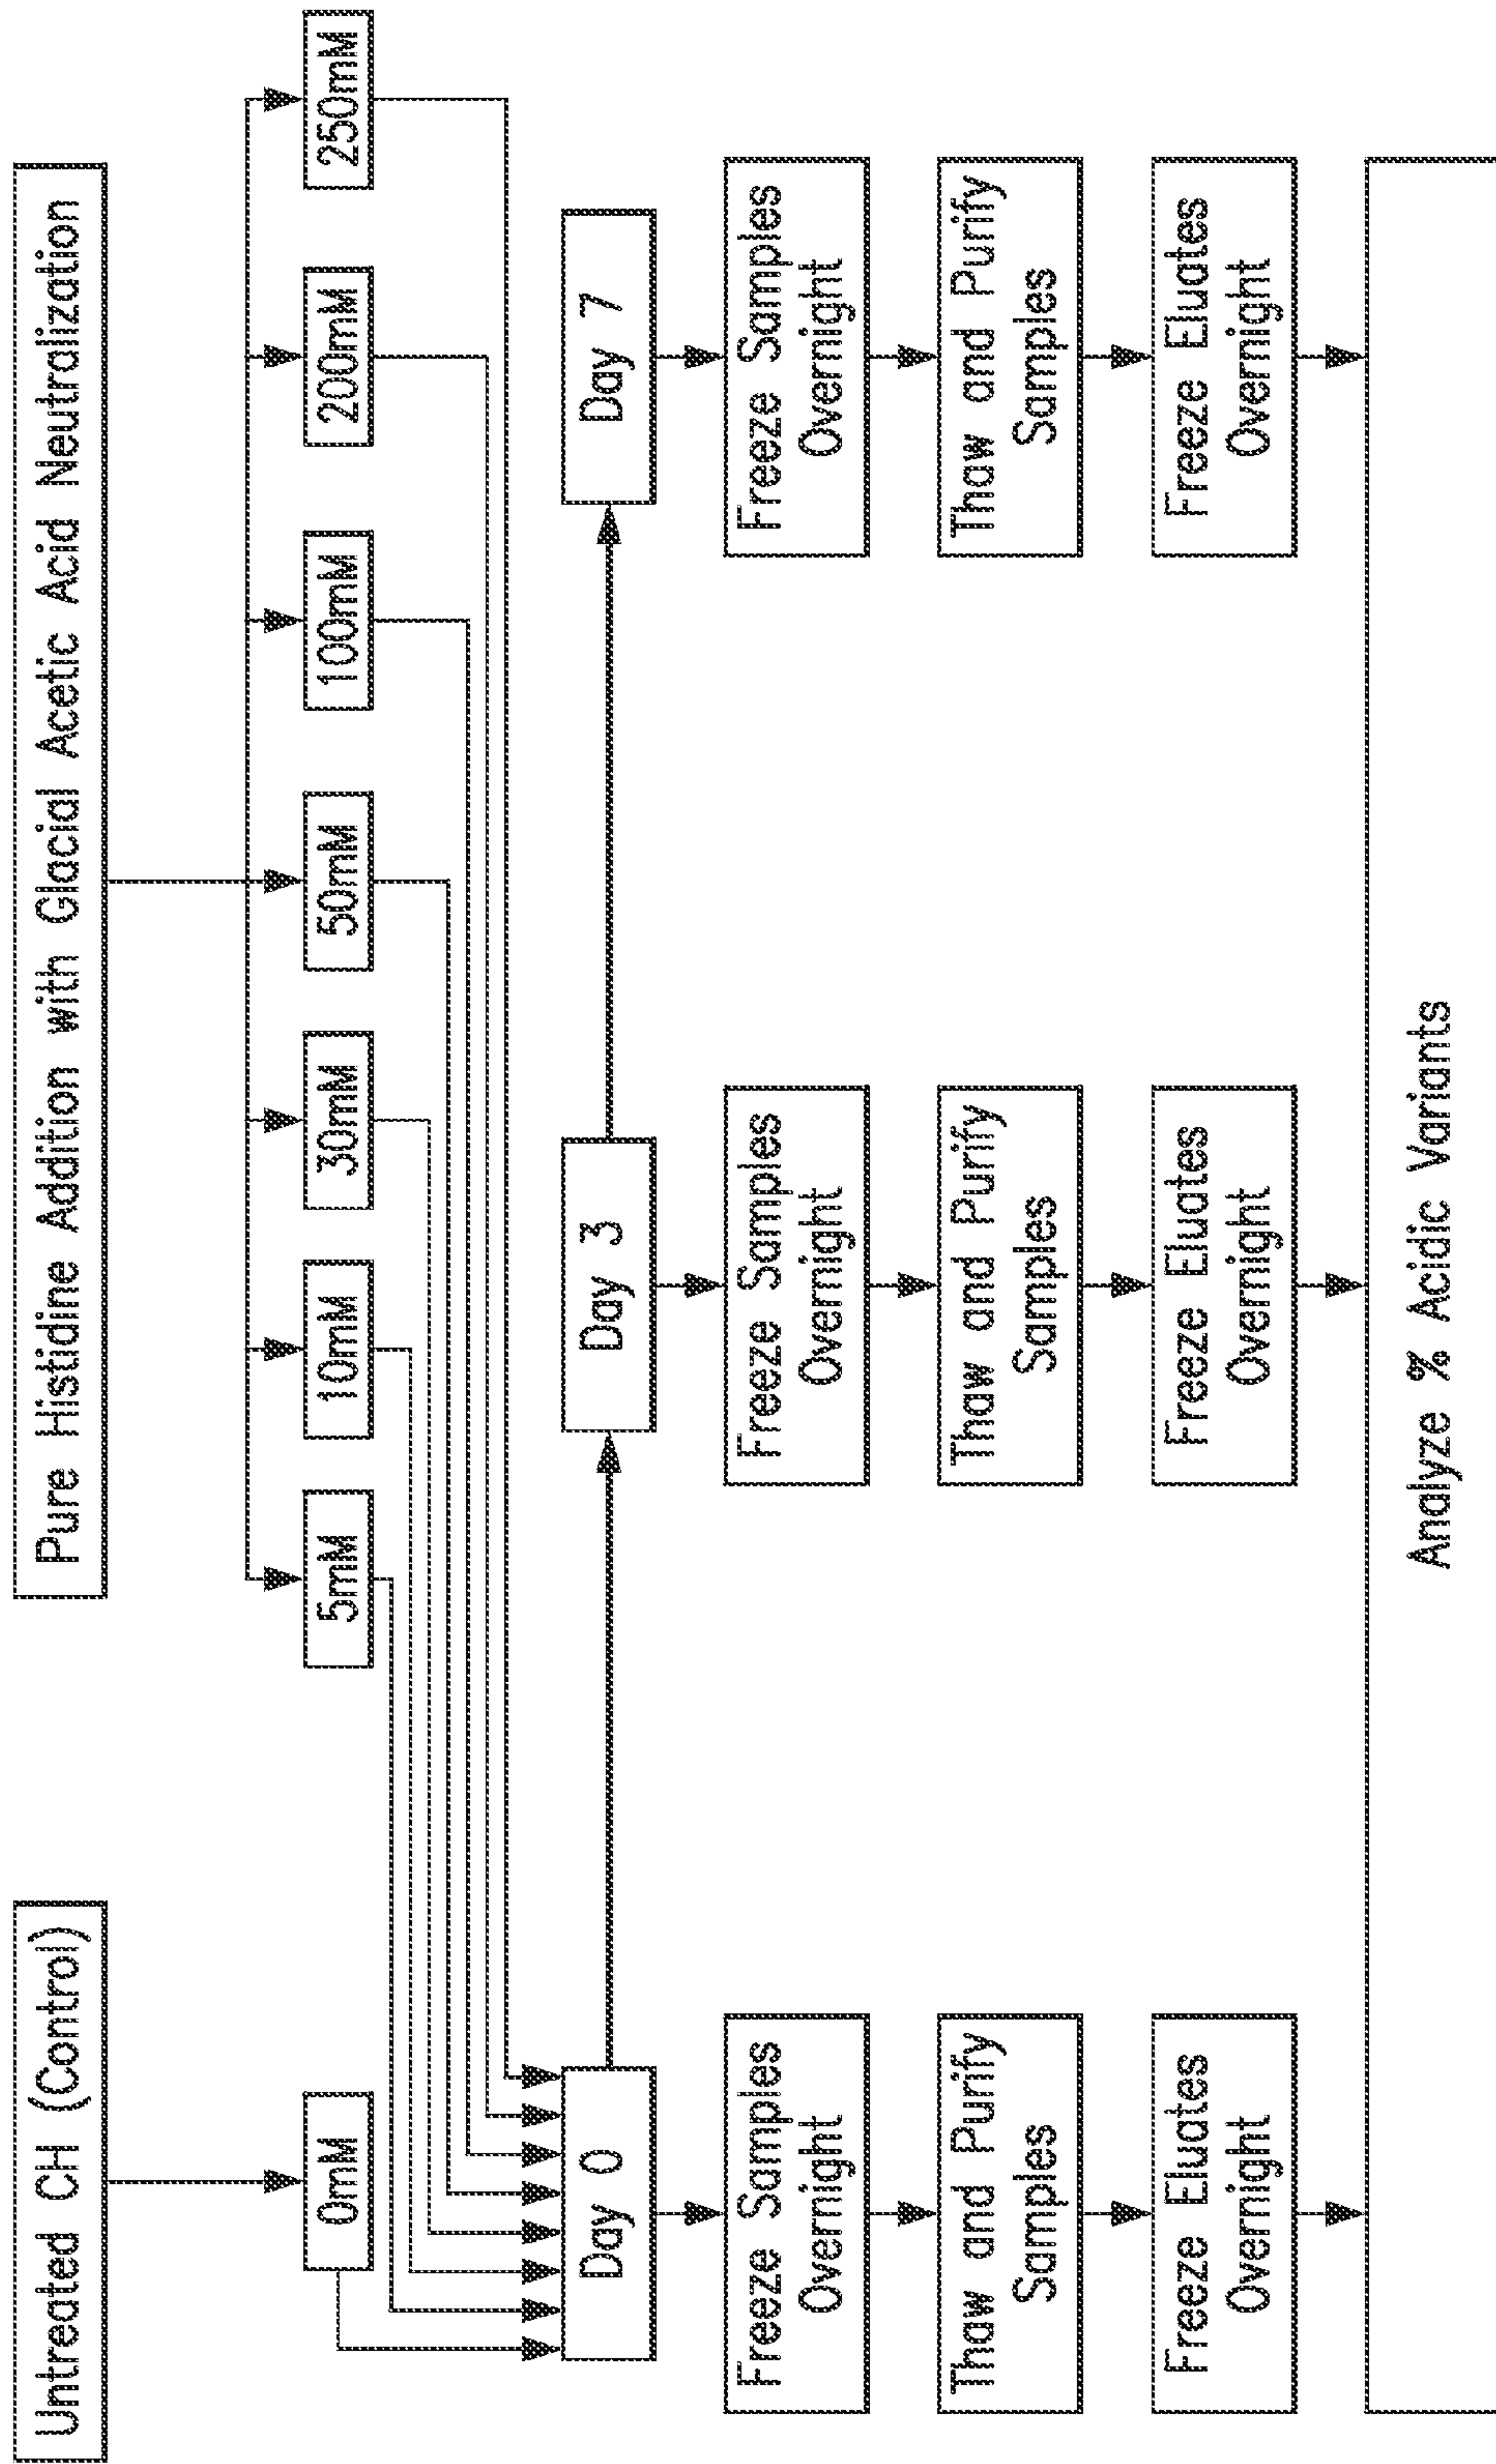 Untreated CH (Control)
Pure Histidine Addition with Glacial Acetic Acid Neutralization
0mM
5mM
10mM
30mM
50mM
100mM
200mM
250mM
Day 0
Day 3
Day 7
Freeze Samples
Overnight
Freeze Samples
Overnight
Freeze Samples
Overnight
Thaw and Purify
Samples
Thaw and Purify
Samples
Thaw and Purify
Samples
Freeze Eluates
Overnight
Freeze Eluates
Overnight
Freeze Eluates
Overnight
Analyze % Acidic Variants